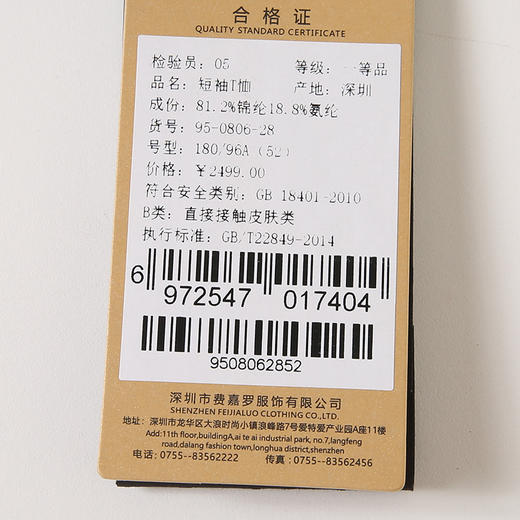 合格证
QUALITY STANDARD CERTIFICATE
检验员: 05 等级: 一等品
品名: 短袖T恤 产地: 深圳
成份: 81.2%锦纶18.8%氨纶
货号: 95-0806-28
号型: 180/96A (52)
价格: ￥2499.00
符合安全类别: GB 18401-2010
B类: 直接接触皮肤类
执行标准: GB/T22849-2014
6 972547 017404
9508062852
深圳市费嘉罗服饰有限公司
SHENZHEN FEIJIALUO CLOTHING CO.,LTD.
地址: 深圳市龙华区大浪时尚小镇浪峰路7号爱特爱产业园A座11楼
Add:11th floor,buildingA,ai te ai industrial park, no.7,langfeng
road,dalang fashion town,longhua district,shenzhen
电话: 0755--83562222 传真: 0755--83562456